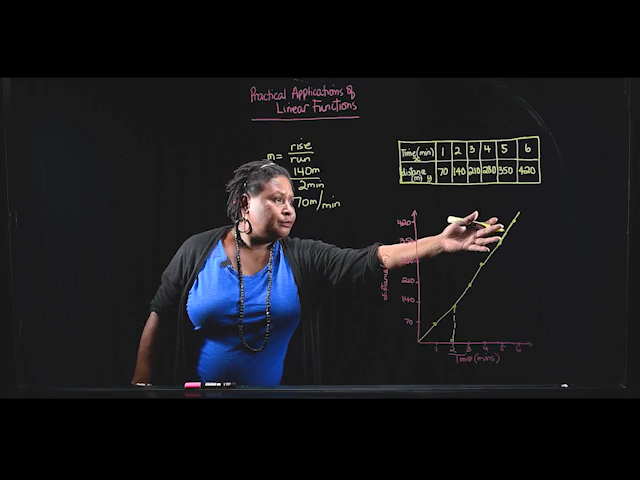 Practical Applications of
Linear Functions
m = rise
run
140m
2min
70m/min
Time(min) x 1 2 3 4 5 6
distance (m) y 70 140 210 280 350 420
420
350
210
140
70
distance
1 2 3 4 5 6
Time (mins)